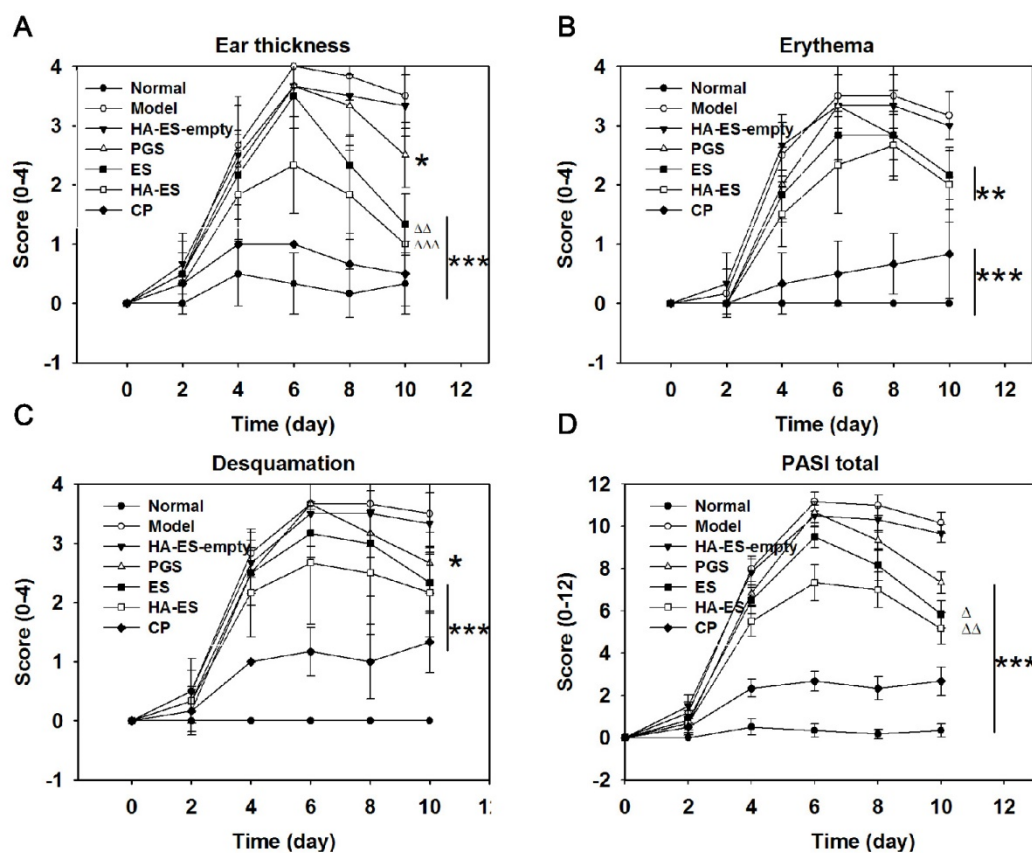 A
Ear thickness
Score (0-4)
4
3
2
1
0
-1
Normal
Model
HA-ES-empty
PGS
ES
HA-ES
CP
*
ΔΔ
ΔΔΔ
***
0 2 4 6 8 10 12
Time (day)
B
Erythema
Score (0-4)
4
3
2
1
0
-1
Normal
Model
HA-ES-empty
PGS
ES
HA-ES
CP
**
***
0 2 4 6 8 10 12
Time (day)
C
Desquamation
Score (0-4)
4
3
2
1
0
-1
Normal
Model
HA-ES-empty
PGS
ES
HA-ES
CP
*
***
0 2 4 6 8 10 12
Time (day)
D
PASI total
Score (0-12)
12
10
8
6
4
2
0
-2
Normal
Model
HA-ES-empty
PGS
ES
HA-ES
CP
Δ
ΔΔ
***
0 2 4 6 8 10 12
Time (day)